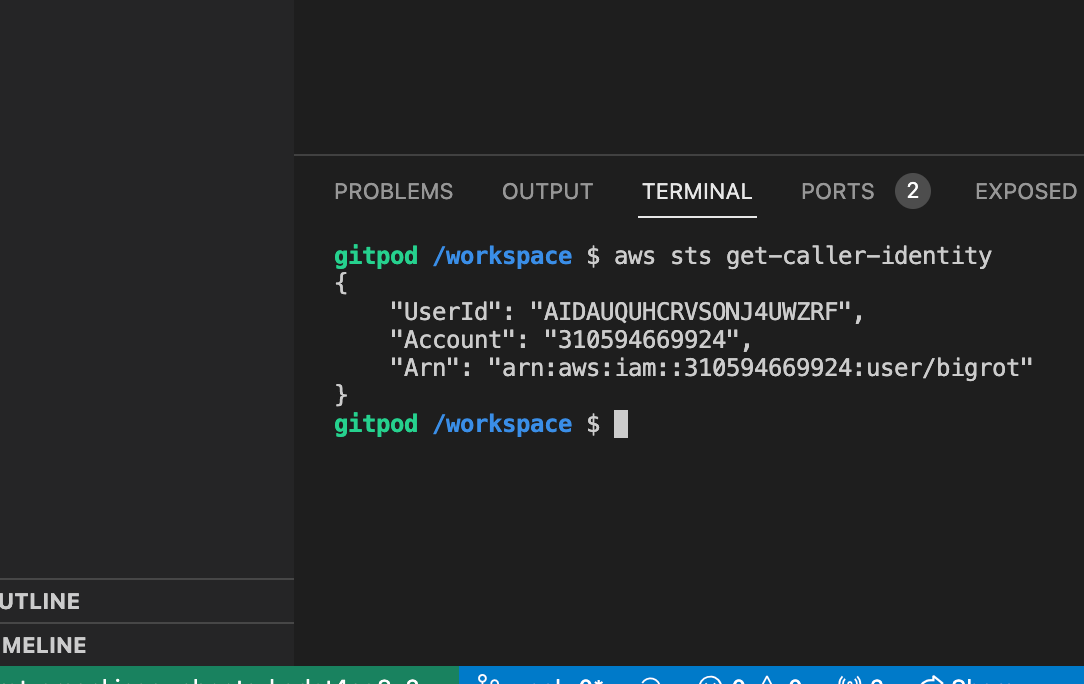 PROBLEMS OUTPUT TERMINAL PORTS 2 EXPOSED
gitpod /workspace $ aws sts get-caller-identity
{
    "UserId": "AIDAUQUHCRVSONJ4UWZRF",
    "Account": "310594669924",
    "Arn": "arn:aws:iam::310594669924:user/bigrot"
}
gitpod /workspace $
UTLINE
MELINE